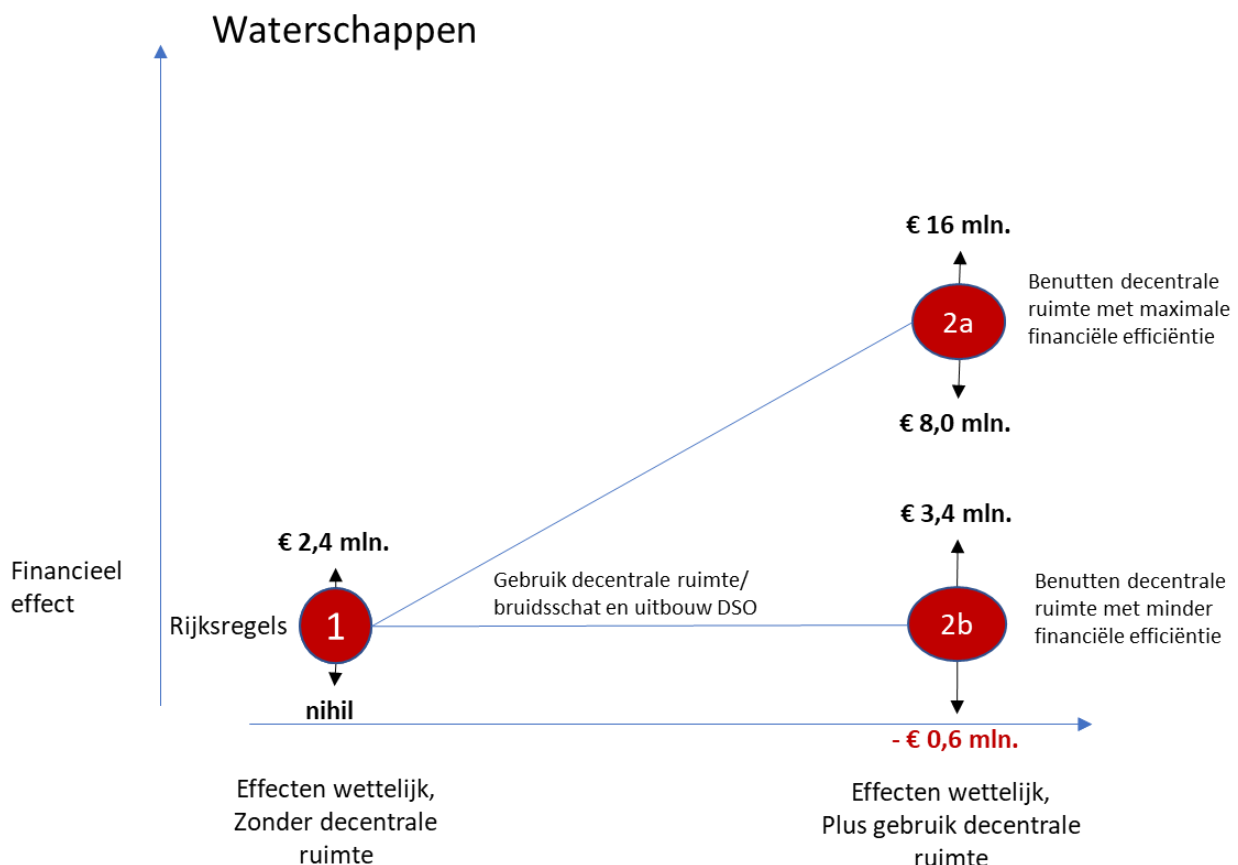 Waterschappen
€ 16 mln.
2a
Benutten decentrale
ruimte met maximale
financiële efficiëntie
€ 8,0 mln.
€ 3,4 mln.
€ 2,4 mln.
Financieel
effect
Rijksregels
1
Gebruik decentrale ruimte/
bruidsschat en uitbouw DSO
2b
Benutten decentrale
ruimte met minder
financiële efficiëntie
nihil
- € 0,6 mln.
Effecten wettelijk,
Zonder decentrale
ruimte
Effecten wettelijk,
Plus gebruik decentrale
ruimte